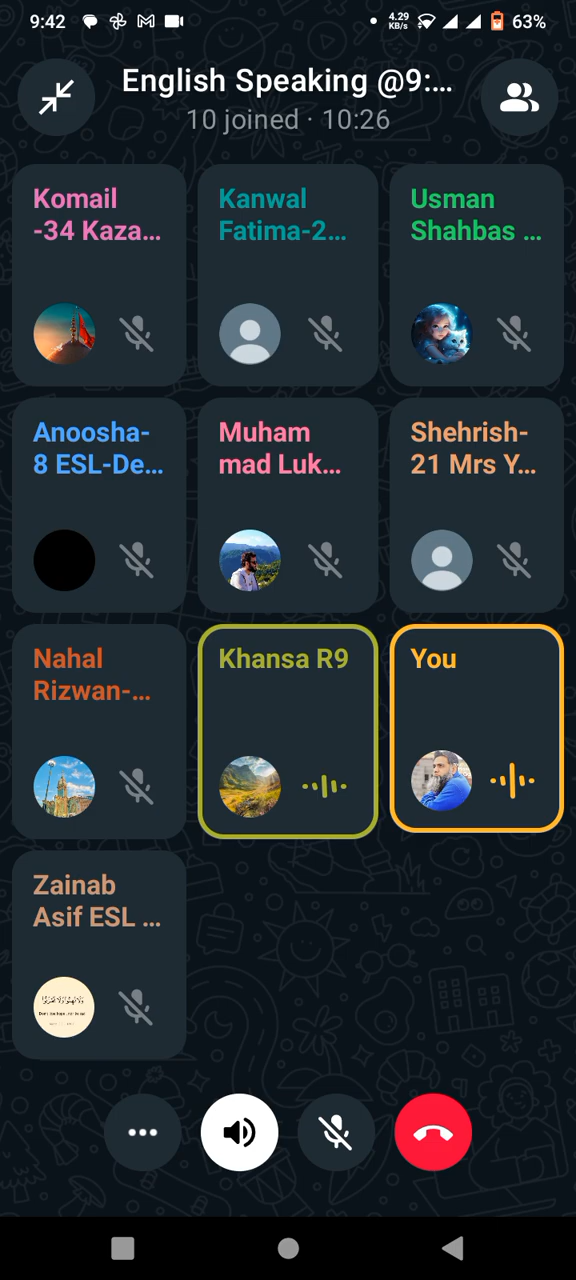 9:42
4.29
KB/s
63%
English Speaking @9:...
10 joined · 10:26
Komail
-34 Kaza...
Kanwal
Fatima-2...
Usman
Shahbas ...
Anoosha-
8 ESL-De...
Muham
mad Luk...
Shehrish-
21 Mrs Y...
Nahal
Rizwan-...
Khansa R9
You
Zainab
Asif ESL ...